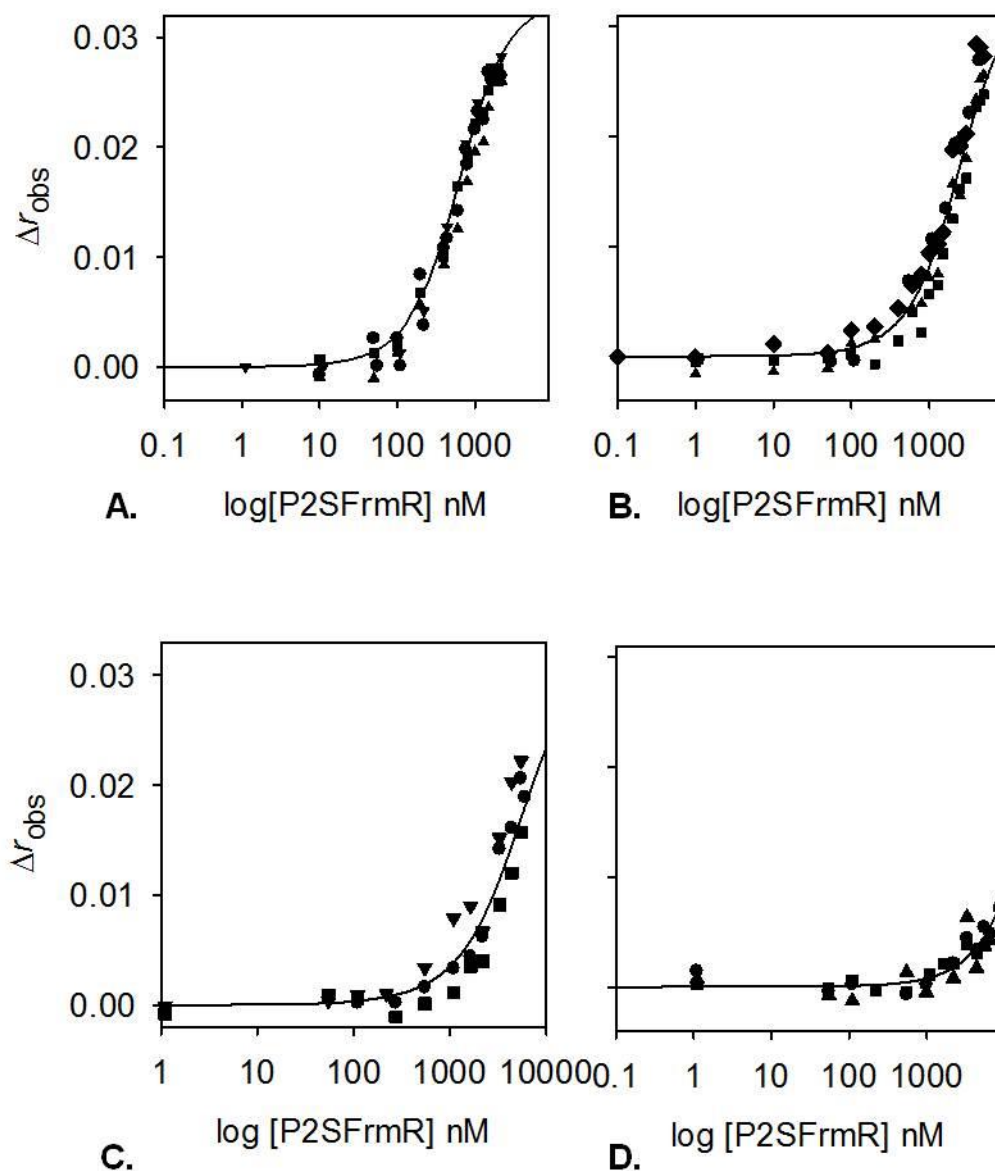 0.03
0.02
0.01
0.00
Δr_obs
0.1 1 10 100 1000
0.1 1 10 100 1000
A. log[P2SFrmR] nM
B. log[P2SFrmR] nM
0.03
0.02
0.01
0.00
Δr_obs
1 10 100 1000 10000
0.1 1 10 100 1000
C. log [P2SFrmR] nM
D. log [P2SFrmR] nM